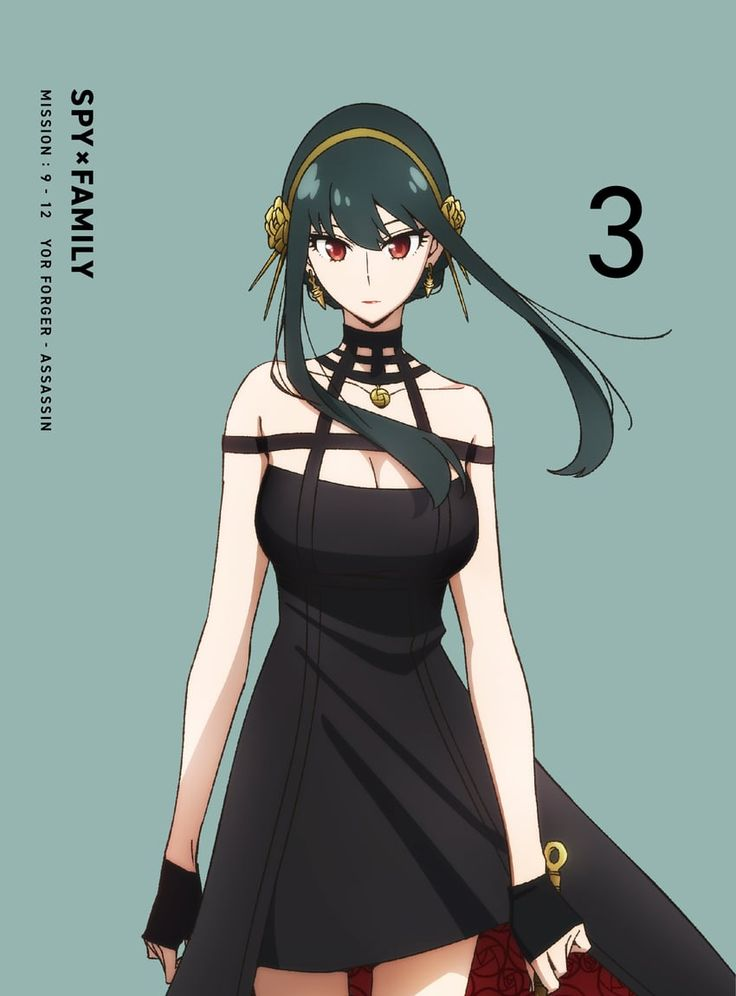 SPY×FAMILY
MISSION : 9 - 12 YOR FORGER - ASSASSIN
3